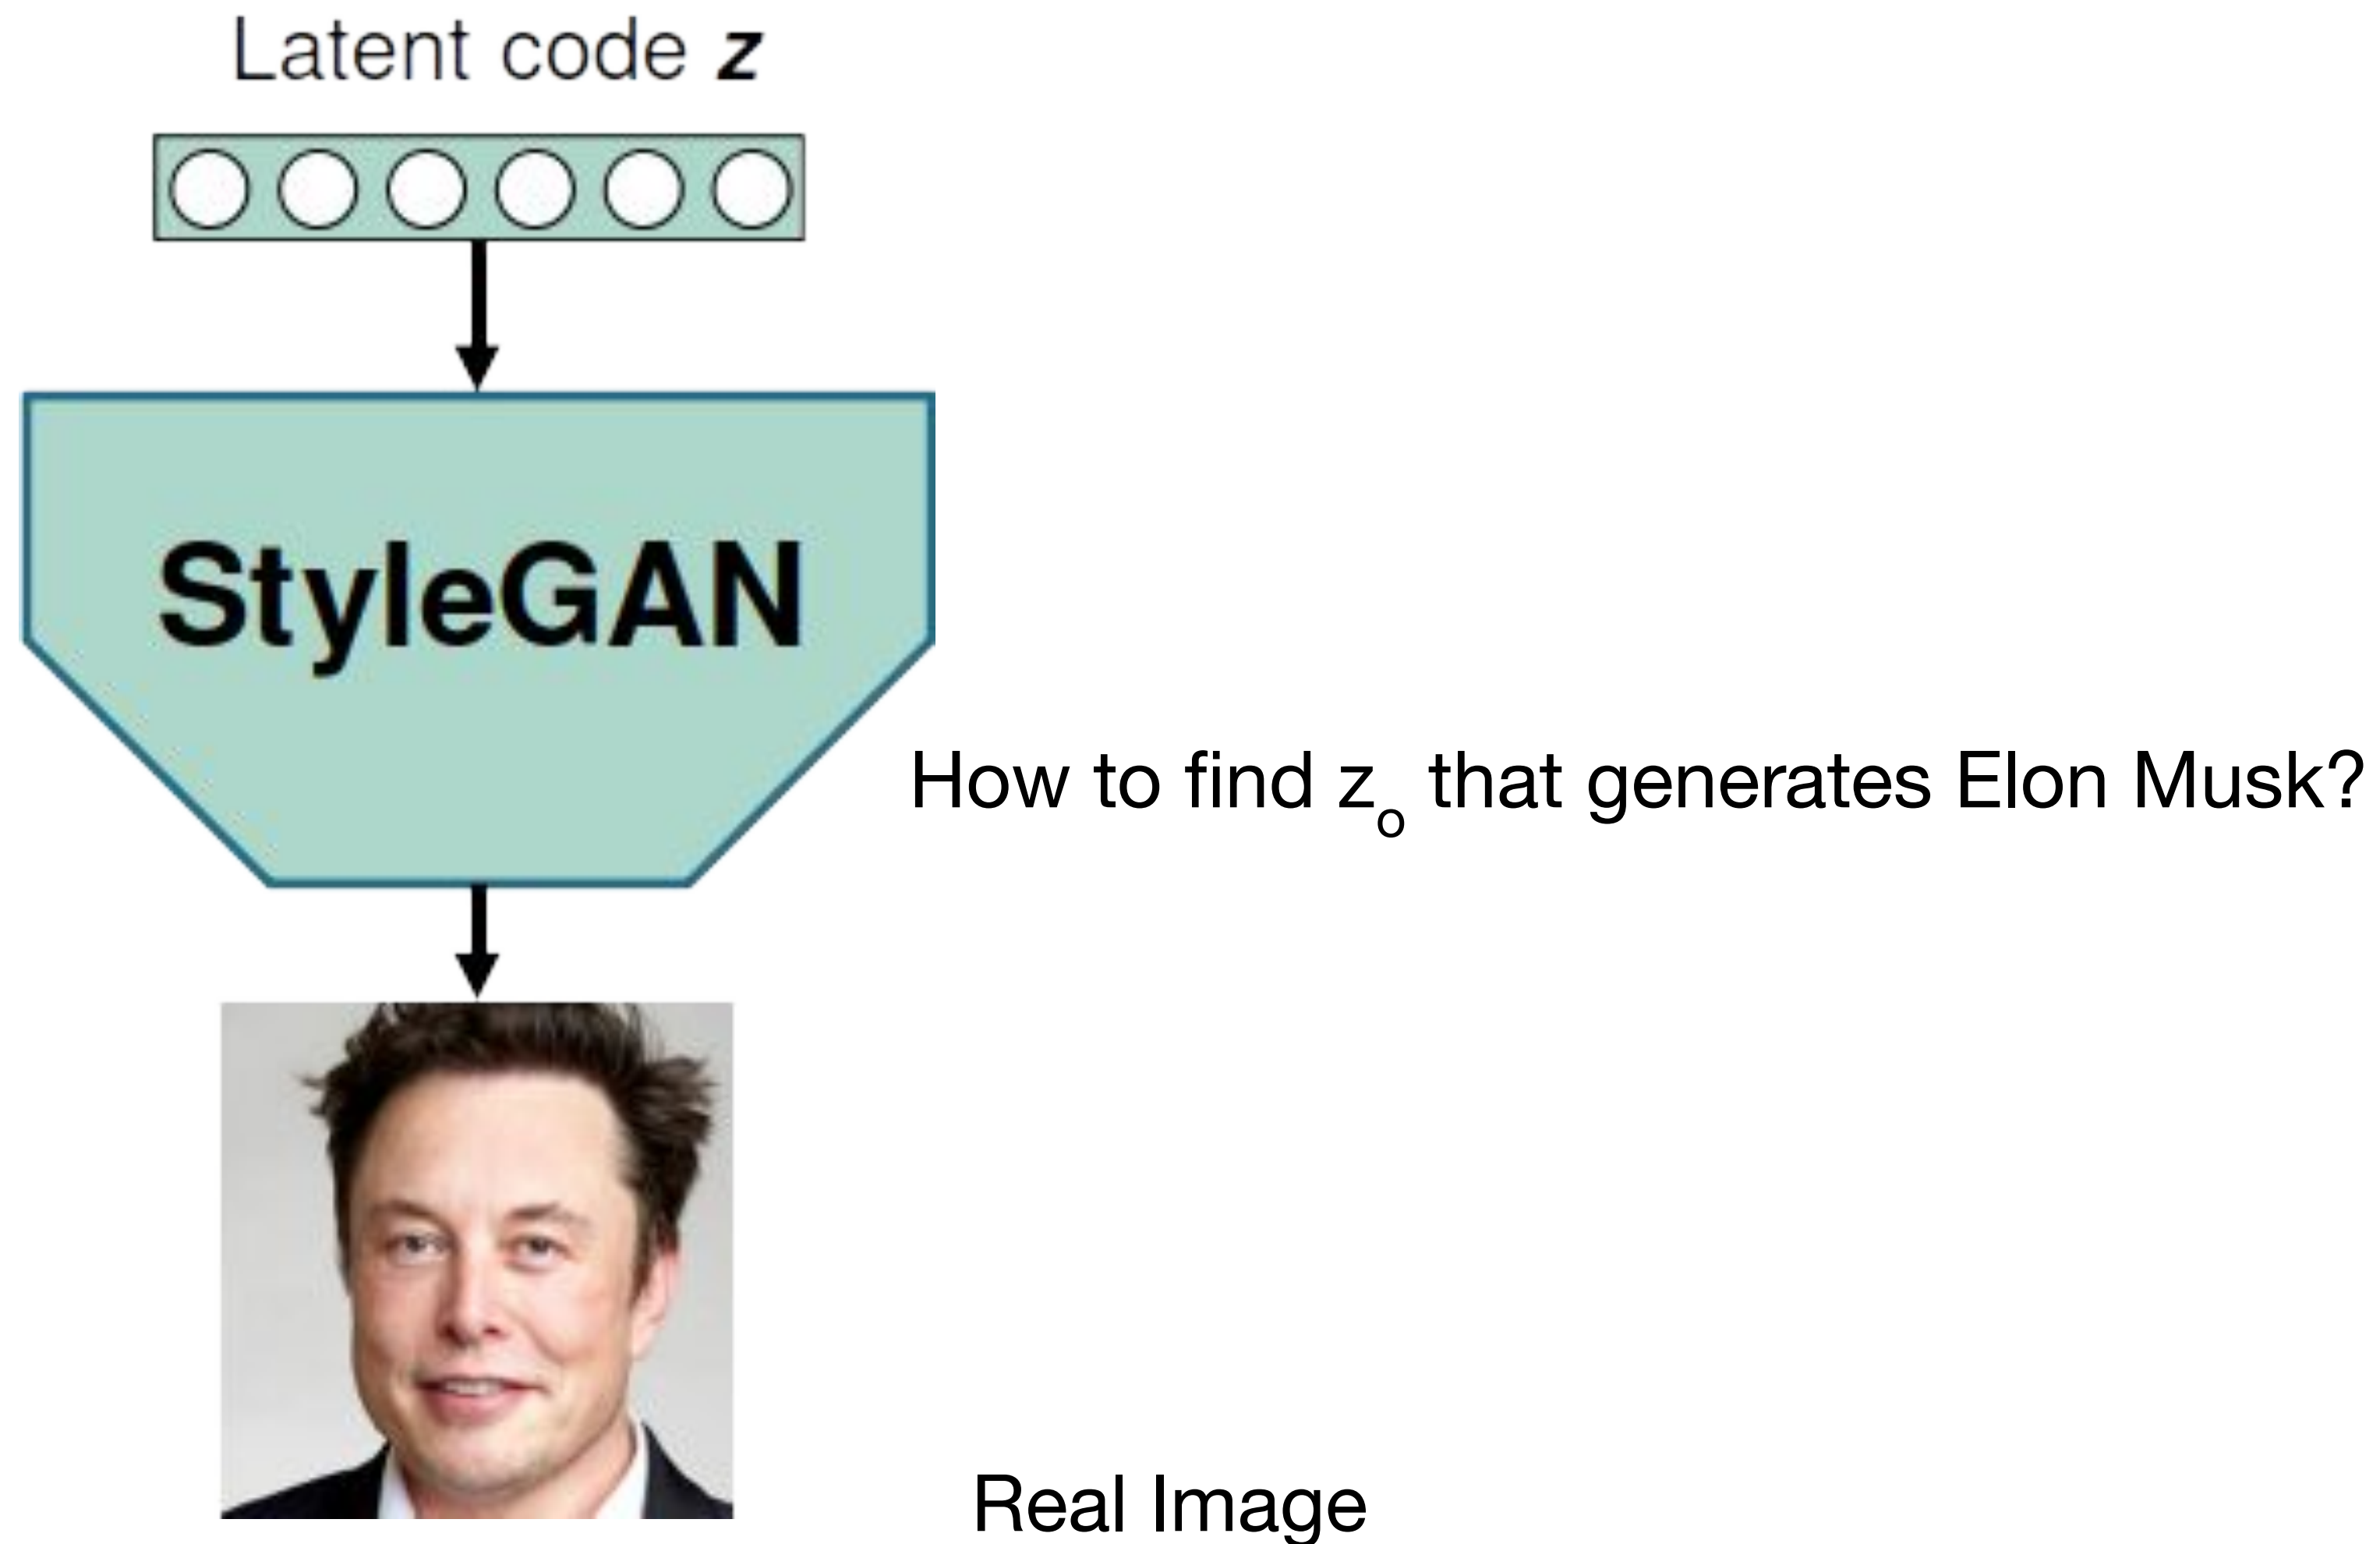 Latent code z
StyleGAN
How to find zₒ that generates Elon Musk?
Real Image